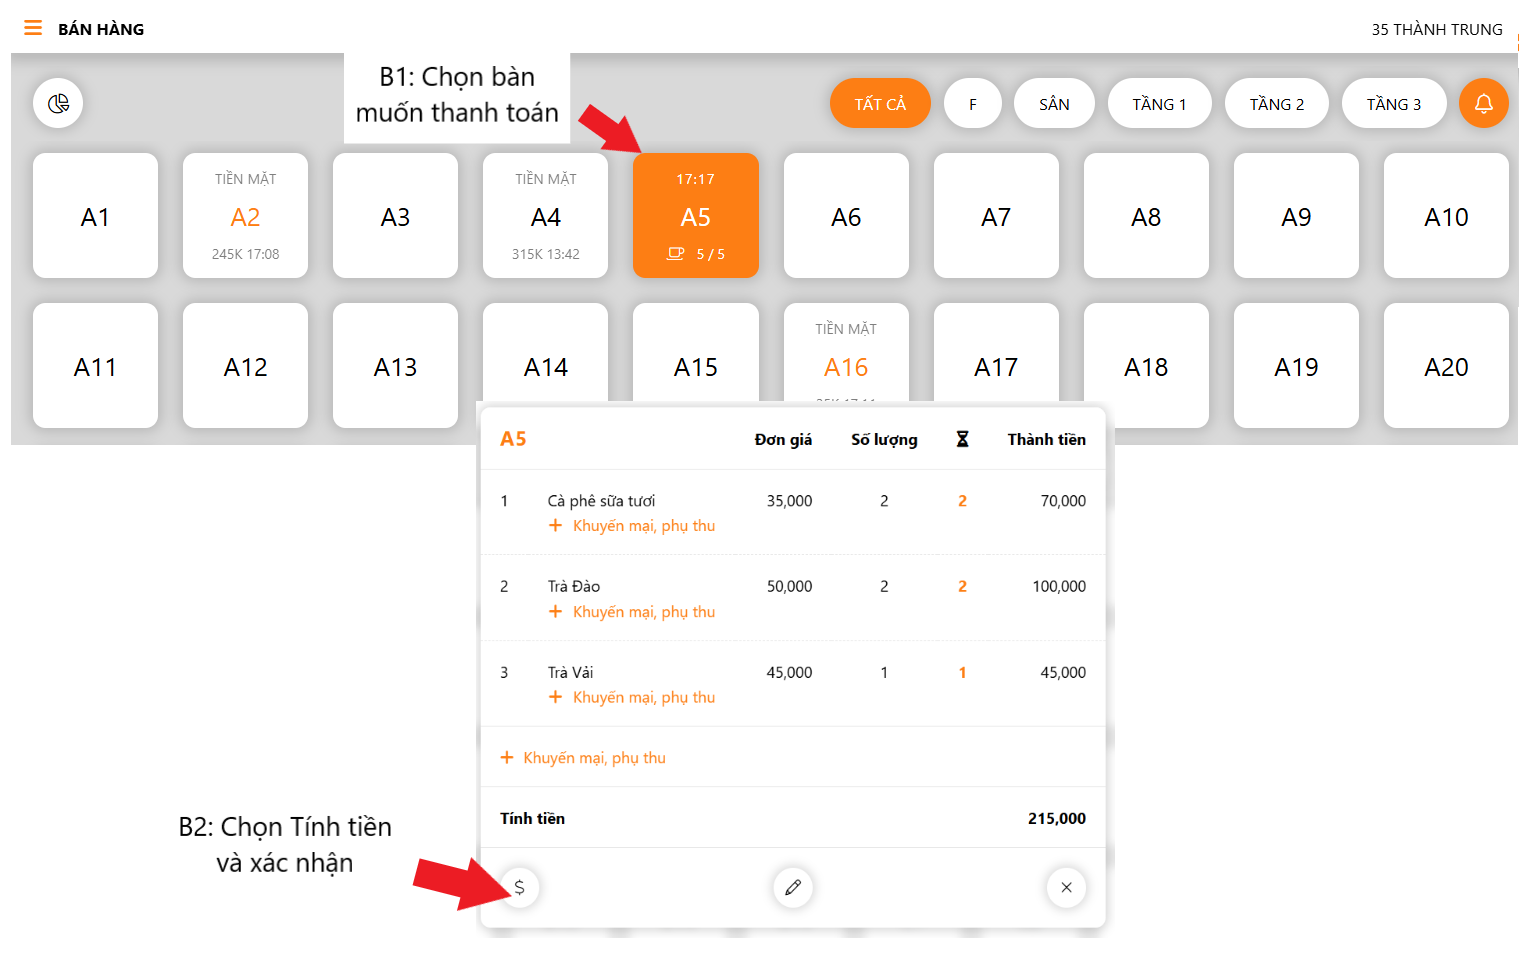 BÁN HÀNG
35 THÀNH TRUNG
B1: Chọn bàn
muốn thanh toán
TẤT CẢ
F
SÂN
TẦNG 1
TẦNG 2
TẦNG 3
A1
TIỀN MẶT
A2
245K 17:08
A3
TIỀN MẶT
A4
315K 13:42
17:17
A5
5 / 5
A6
A7
A8
A9
A10
A11
A12
A13
A14
A15
TIỀN MẶT
A16
A17
A18
A19
A20
A5 Đơn giá Số lượng Thành tiền
1 Cà phê sữa tươi 35,000 2 2 70,000
+ Khuyến mại, phụ thu
2 Trà Đào 50,000 2 2 100,000
+ Khuyến mại, phụ thu
3 Trà Vải 45,000 1 1 45,000
+ Khuyến mại, phụ thu
+ Khuyến mại, phụ thu
Tính tiền 215,000
B2: Chọn Tính tiền
và xác nhận
$